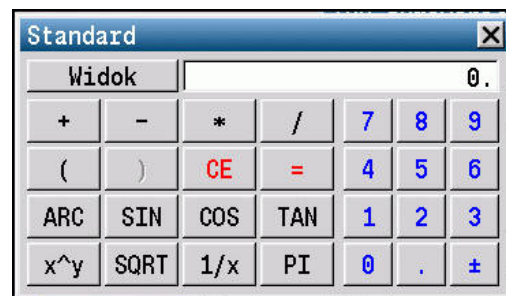 Standard
Widok 0.
+ - * / 7 8 9
( ) CE = 4 5 6
ARC SIN COS TAN 1 2 3
x^y SQRT 1/x PI 0 . ±